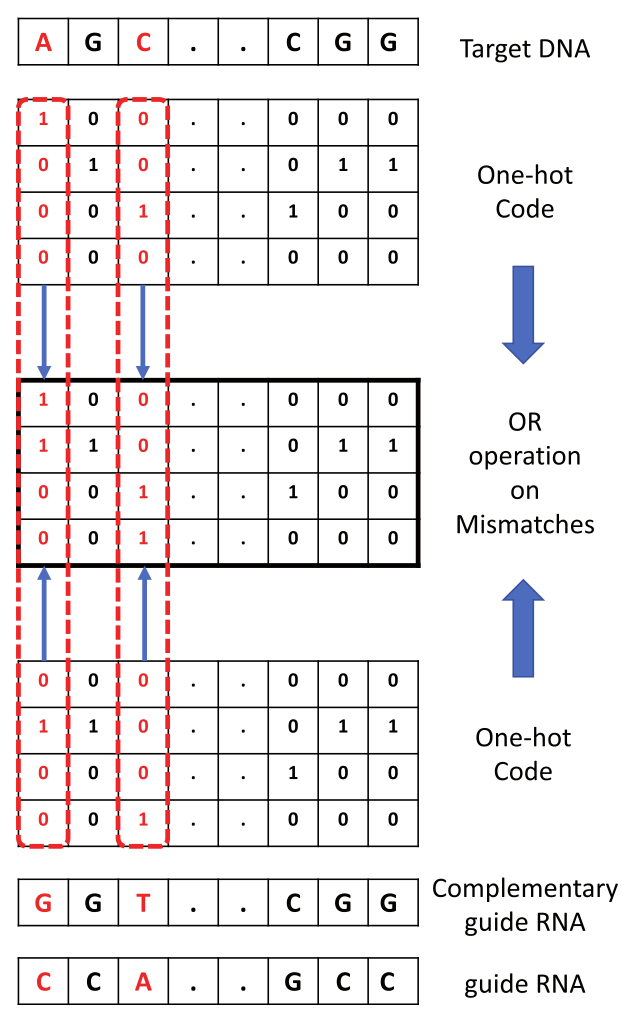 A G C . . C G G Target DNA
1 0 0 . . 0 0 0
0 1 0 . . 0 1 1
0 0 1 . . 1 0 0
0 0 0 . . 0 0 0
One-hot
Code
1 0 0 . . 0 0 0
1 1 0 . . 0 1 1
0 0 1 . . 1 0 0
0 0 1 . . 0 0 0
OR
operation
on
Mismatches
0 0 0 . . 0 0 0
1 1 0 . . 0 1 1
0 0 0 . . 1 0 0
0 0 1 . . 0 0 0
One-hot
Code
G G T . . C G G
Complementary
guide RNA
C C A . . G C C guide RNA